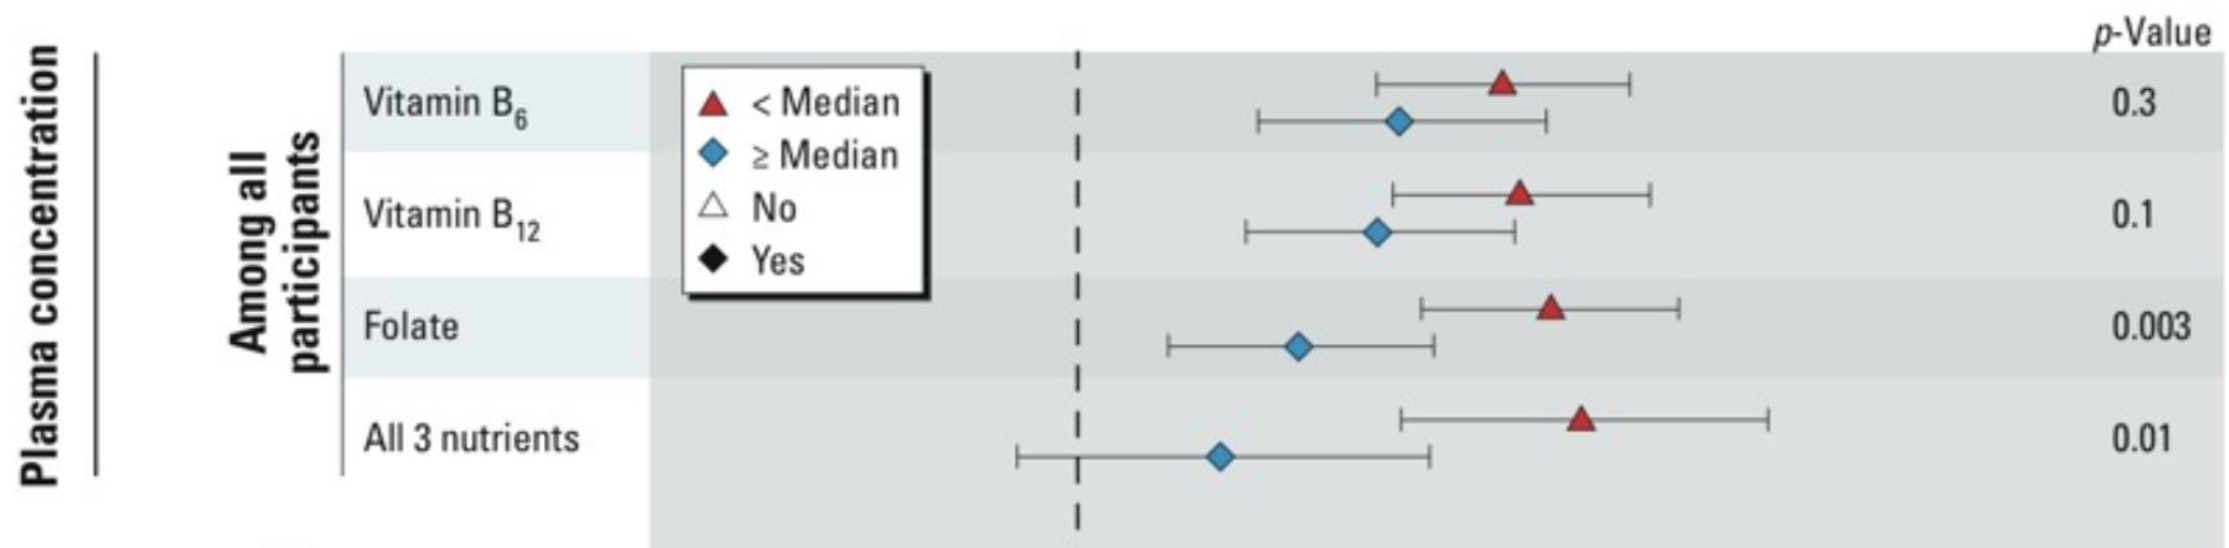 p-Value
Plasma concentration
Among all
participants
Vitamin B₆
Vitamin B₁₂
Folate
All 3 nutrients
< Median
≥ Median
No
Yes
0.3
0.1
0.003
0.01